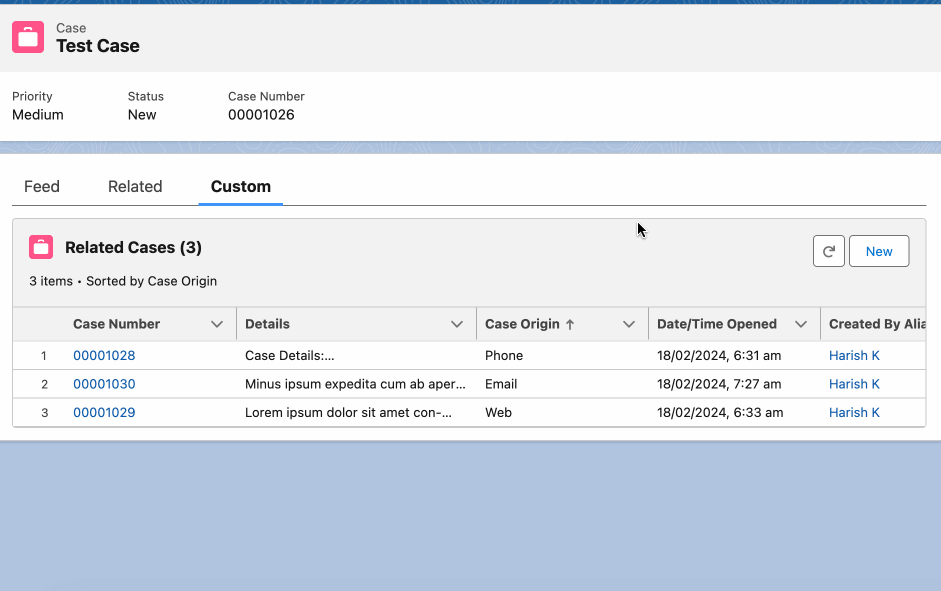 Case
Test Case
Priority Status Case Number
Medium New 00001026
Feed Related Custom
Related Cases (3)
New
3 items • Sorted by Case Origin
Case Number Details Case Origin Date/Time Opened Created By Alia
1 00001028 Case Details:... Phone 18/02/2024, 6:31 am Harish K
2 00001030 Minus ipsum expedita cum ab aper... Email 18/02/2024, 7:27 am Harish K
3 00001029 Lorem ipsum dolor sit amet con-... Web 18/02/2024, 6:33 am Harish K